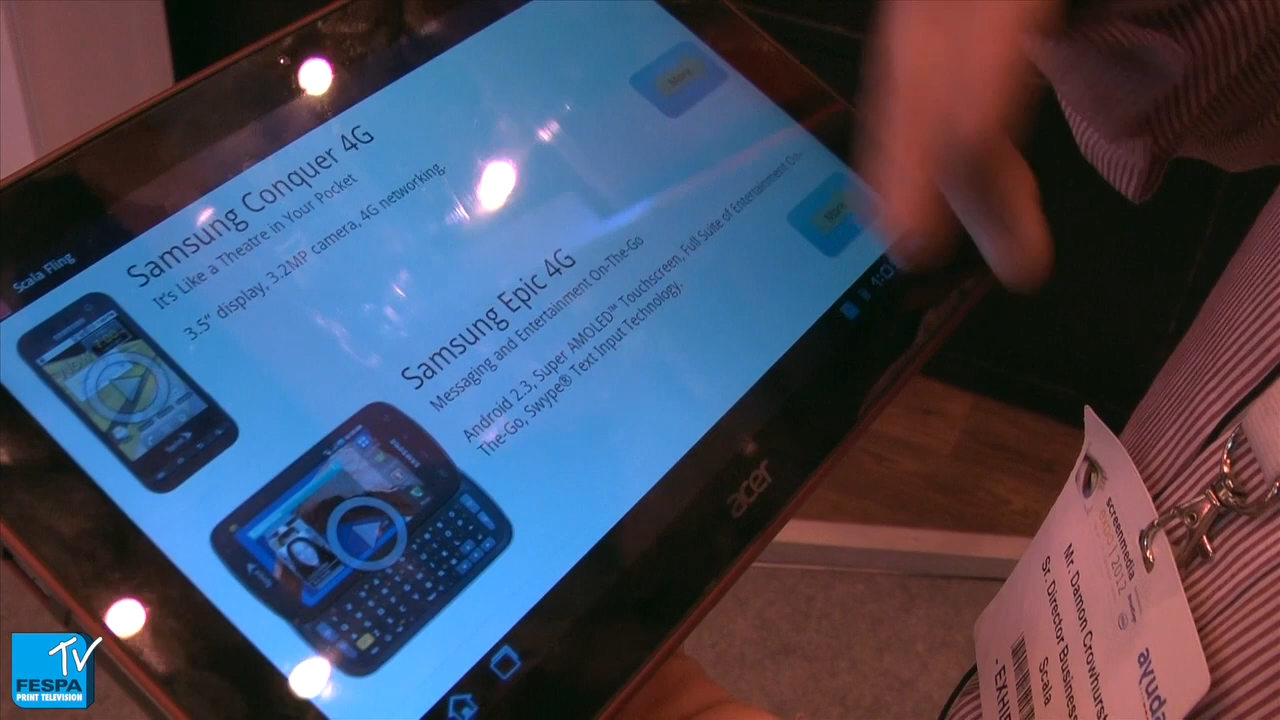 Scala Fling
Samsung Conquer 4G
It's Like a Theatre in Your Pocket
3.5" display, 3.2MP camera, 4G networking.
Samsung Epic 4G
Messaging and Entertainment On-The-Go
Android 2.3, Super AMOLED™ Touchscreen, Full Suite of Entertainment On-
The-Go, Swype® Text Input Technology.
acer
screenmedia
expo 2012
Mr. Damon Crowhurst
Sr. Director Business
Scala
TV
FESPA
PRINT TELEVISION